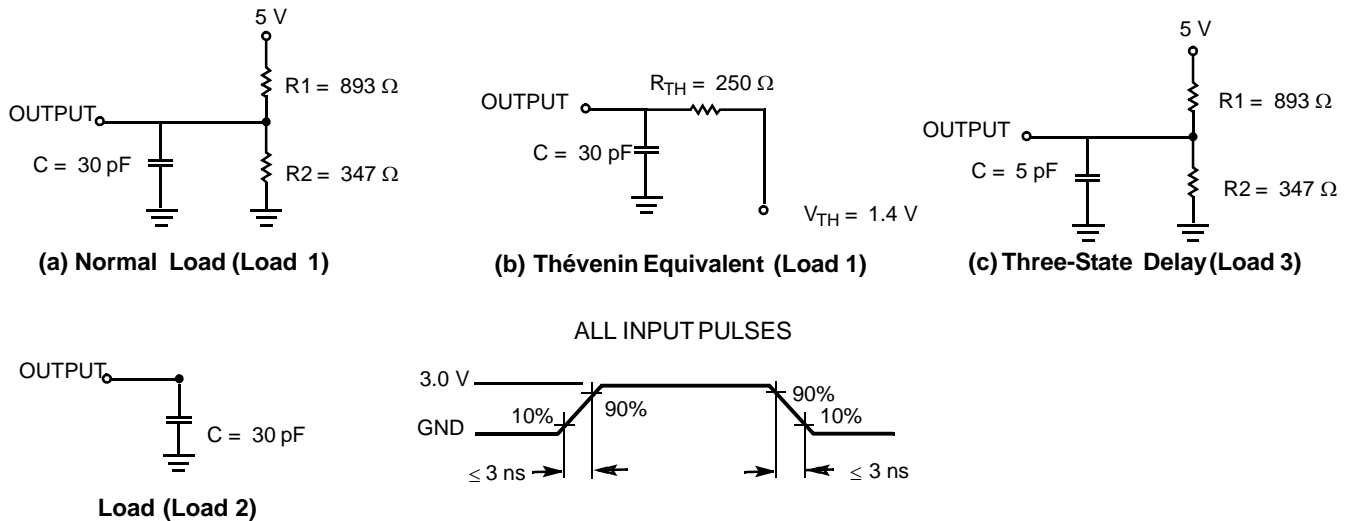 5 V
R1 = 893 Ω
OUTPUT
C = 30 pF
R2 = 347 Ω
(a) Normal Load (Load 1)
RTH = 250 Ω
OUTPUT
C = 30 pF
VTH = 1.4 V
(b) Thévenin Equivalent (Load 1)
5 V
R1 = 893 Ω
OUTPUT
C = 5 pF
R2 = 347 Ω
(c) Three-State Delay (Load 3)
OUTPUT
C = 30 pF
Load (Load 2)
ALL INPUT PULSES
3.0 V
90%
90%
10%
10%
GND
≤ 3 ns
≤ 3 ns